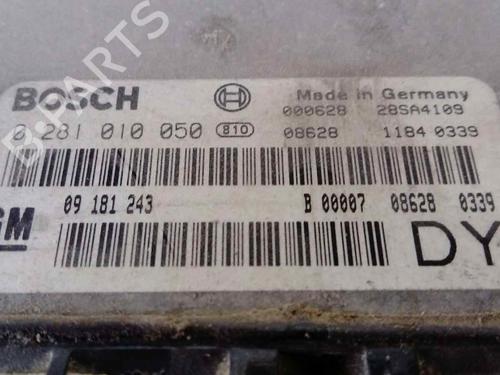 BOSCH Made in Germany
000628 28SA4109
0 281 010 050 810 08628 1184 0339
09 181 243 B 00007 08628 0339
GM DY
B-PARTS